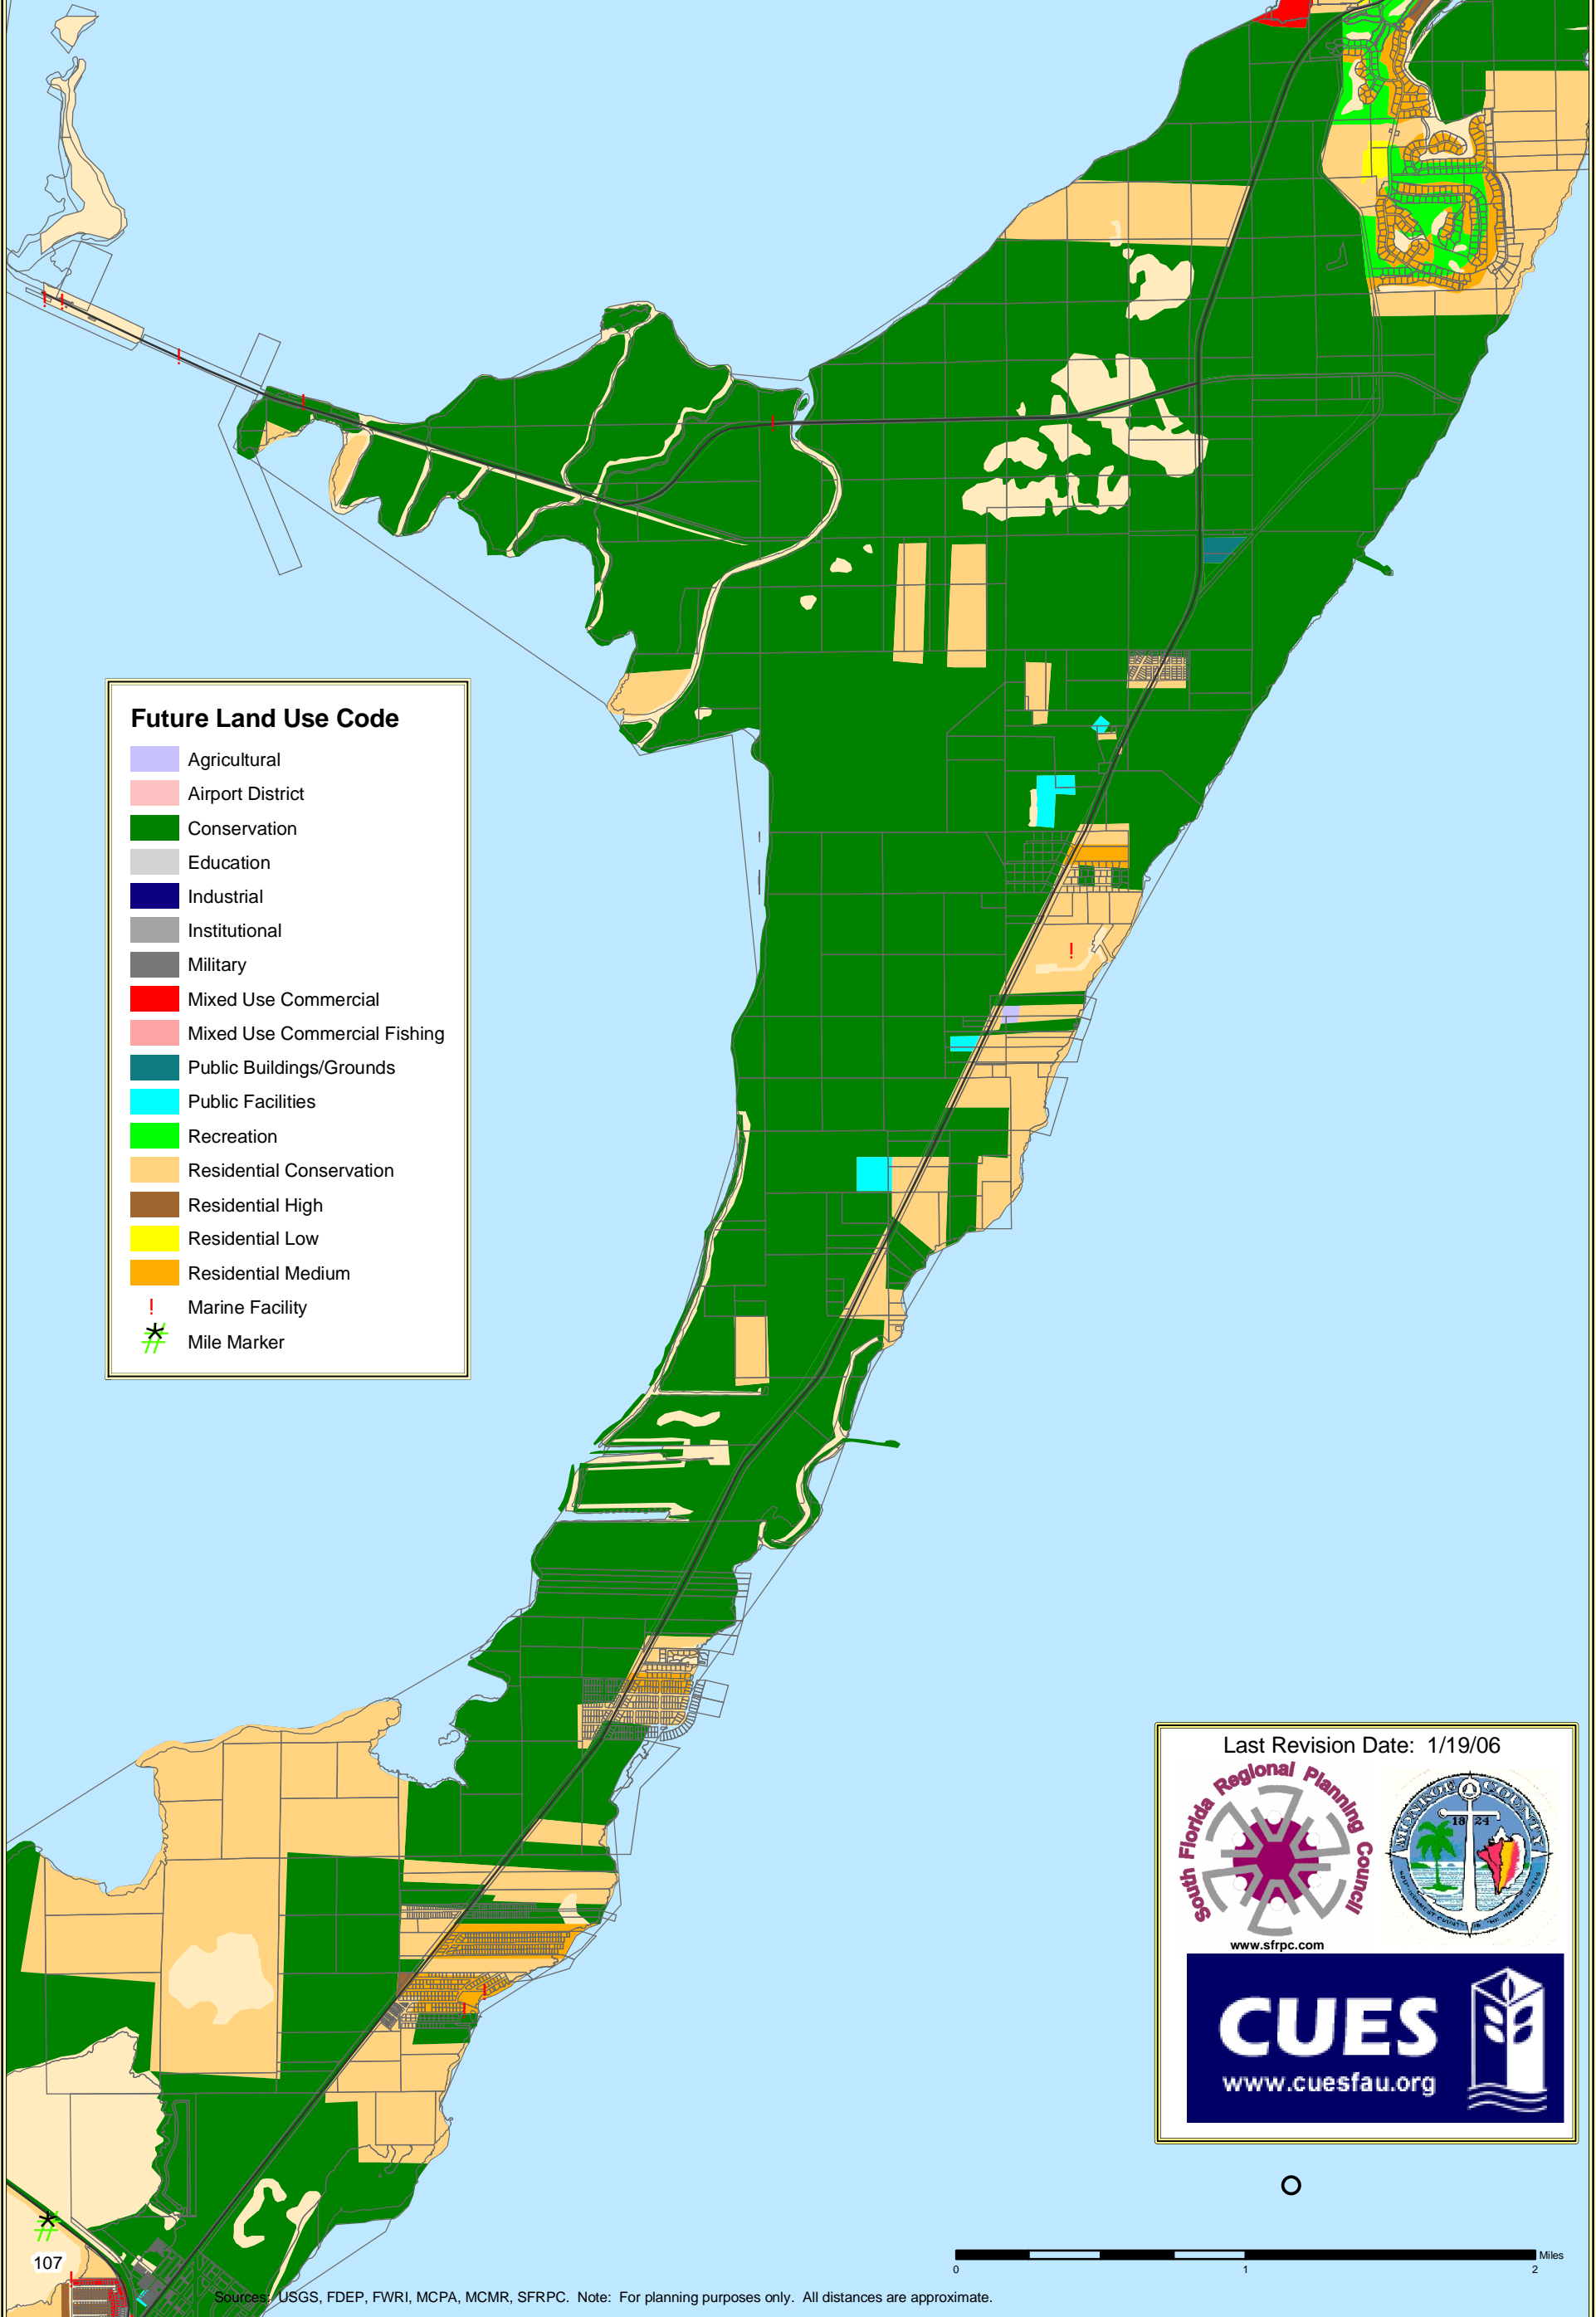 Future Land Use Code
Agricultural
Airport District
Conservation
Education
Industrial
Institutional
Military
Mixed Use Commercial
Mixed Use Commercial Fishing
Public Buildings/Grounds
Public Facilities
Recreation
Residential Conservation
Residential High
Residential Low
Residential Medium
! Marine Facility
Mile Marker
Last Revision Date: 1/19/06
South Florida Regional Planning Council
www.sfrpc.com
MONROE COUNTY
1824
CUES
www.cuesfau.org
107
Miles
0 1 2
Sources: USGS, FDEP, FWRI, MCPA, MCMR, SFRPC. Note: For planning purposes only. All distances are approximate.